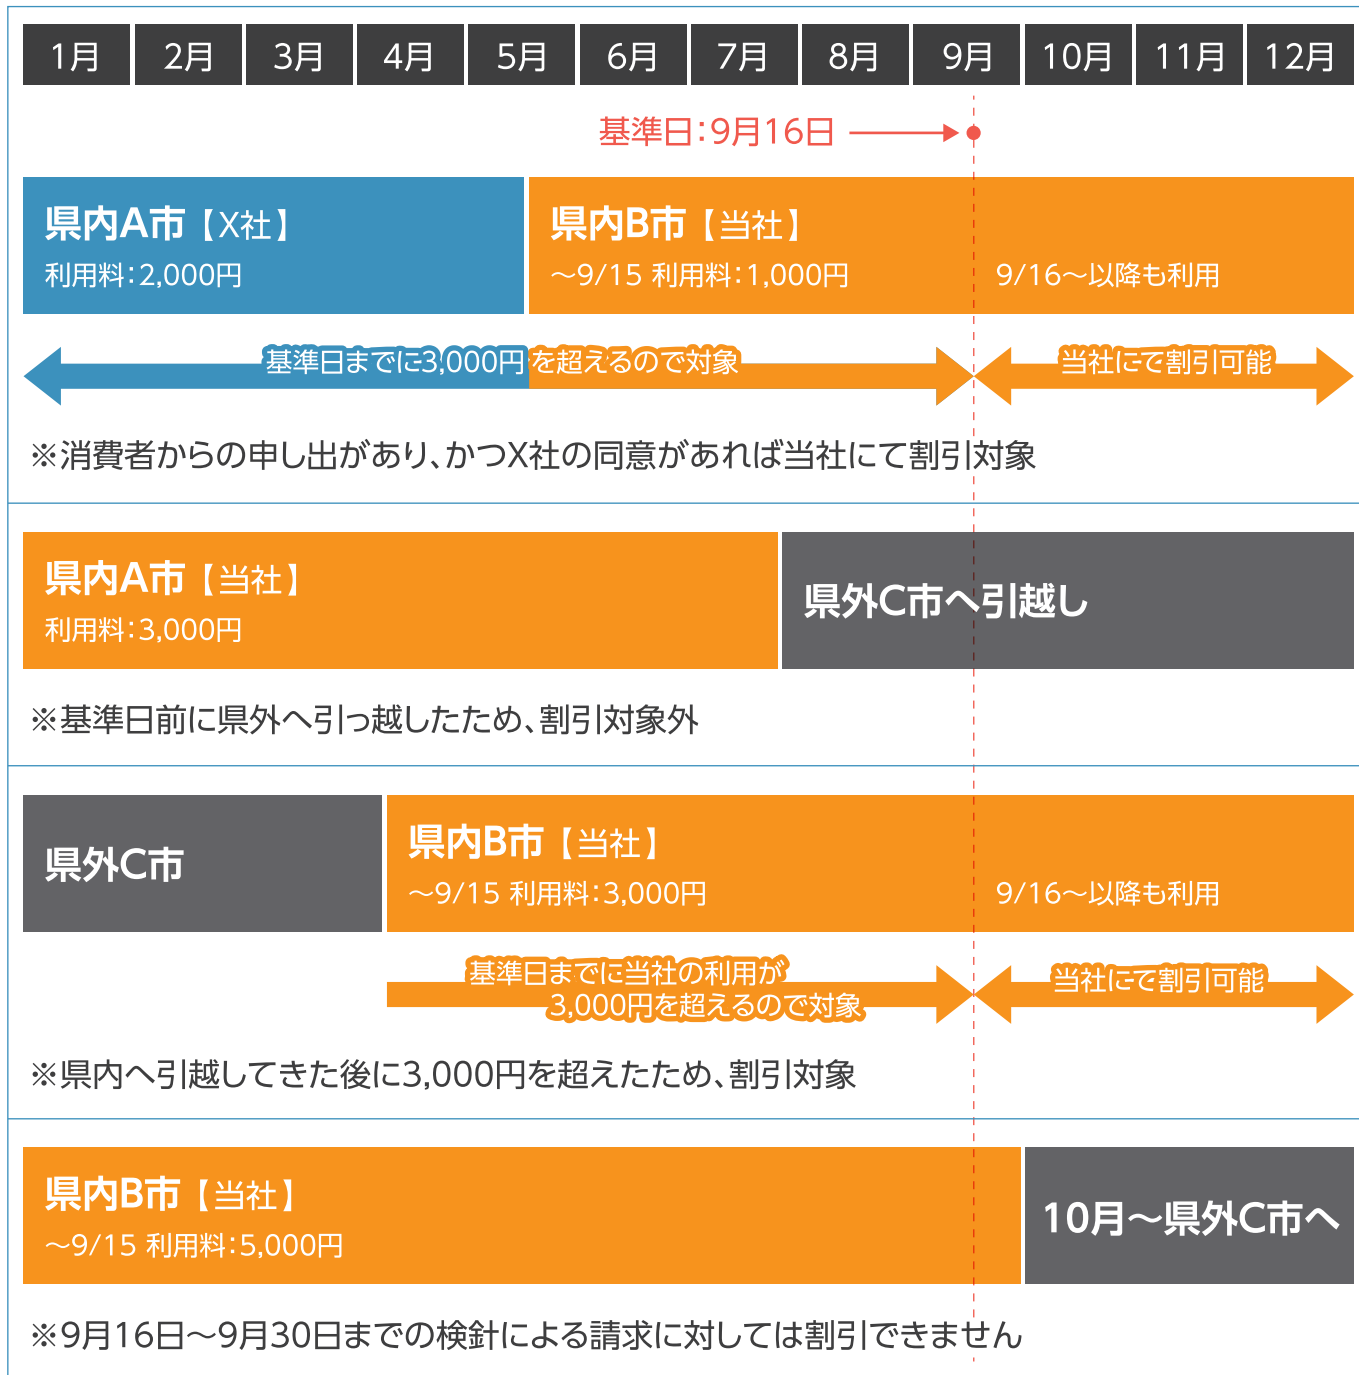 1月 2月 3月 4月 5月 6月 7月 8月 9月 10月 11月 12月
基準日：9月16日
県内A市【X社】
利用料：2,000円
県内B市【当社】
～9/15 利用料：1,000円
9/16～以降も利用
基準日までに3,000円を超えるので対象
当社にて割引可能
※消費者からの申し出があり、かつX社の同意があれば当社にて割引対象
県内A市【当社】
利用料：3,000円
県外C市へ引越し
※基準日前に県外へ引っ越したため、割引対象外
県外C市
県内B市【当社】
～9/15 利用料：3,000円
9/16～以降も利用
基準日までに当社の利用が
3,000円を超えるので対象
当社にて割引可能
※県内へ引越してきた後に3,000円を超えたため、割引対象
県内B市【当社】
～9/15 利用料：5,000円
10月～県外C市へ
※9月16日～9月30日までの検針による請求に対しては割引できません